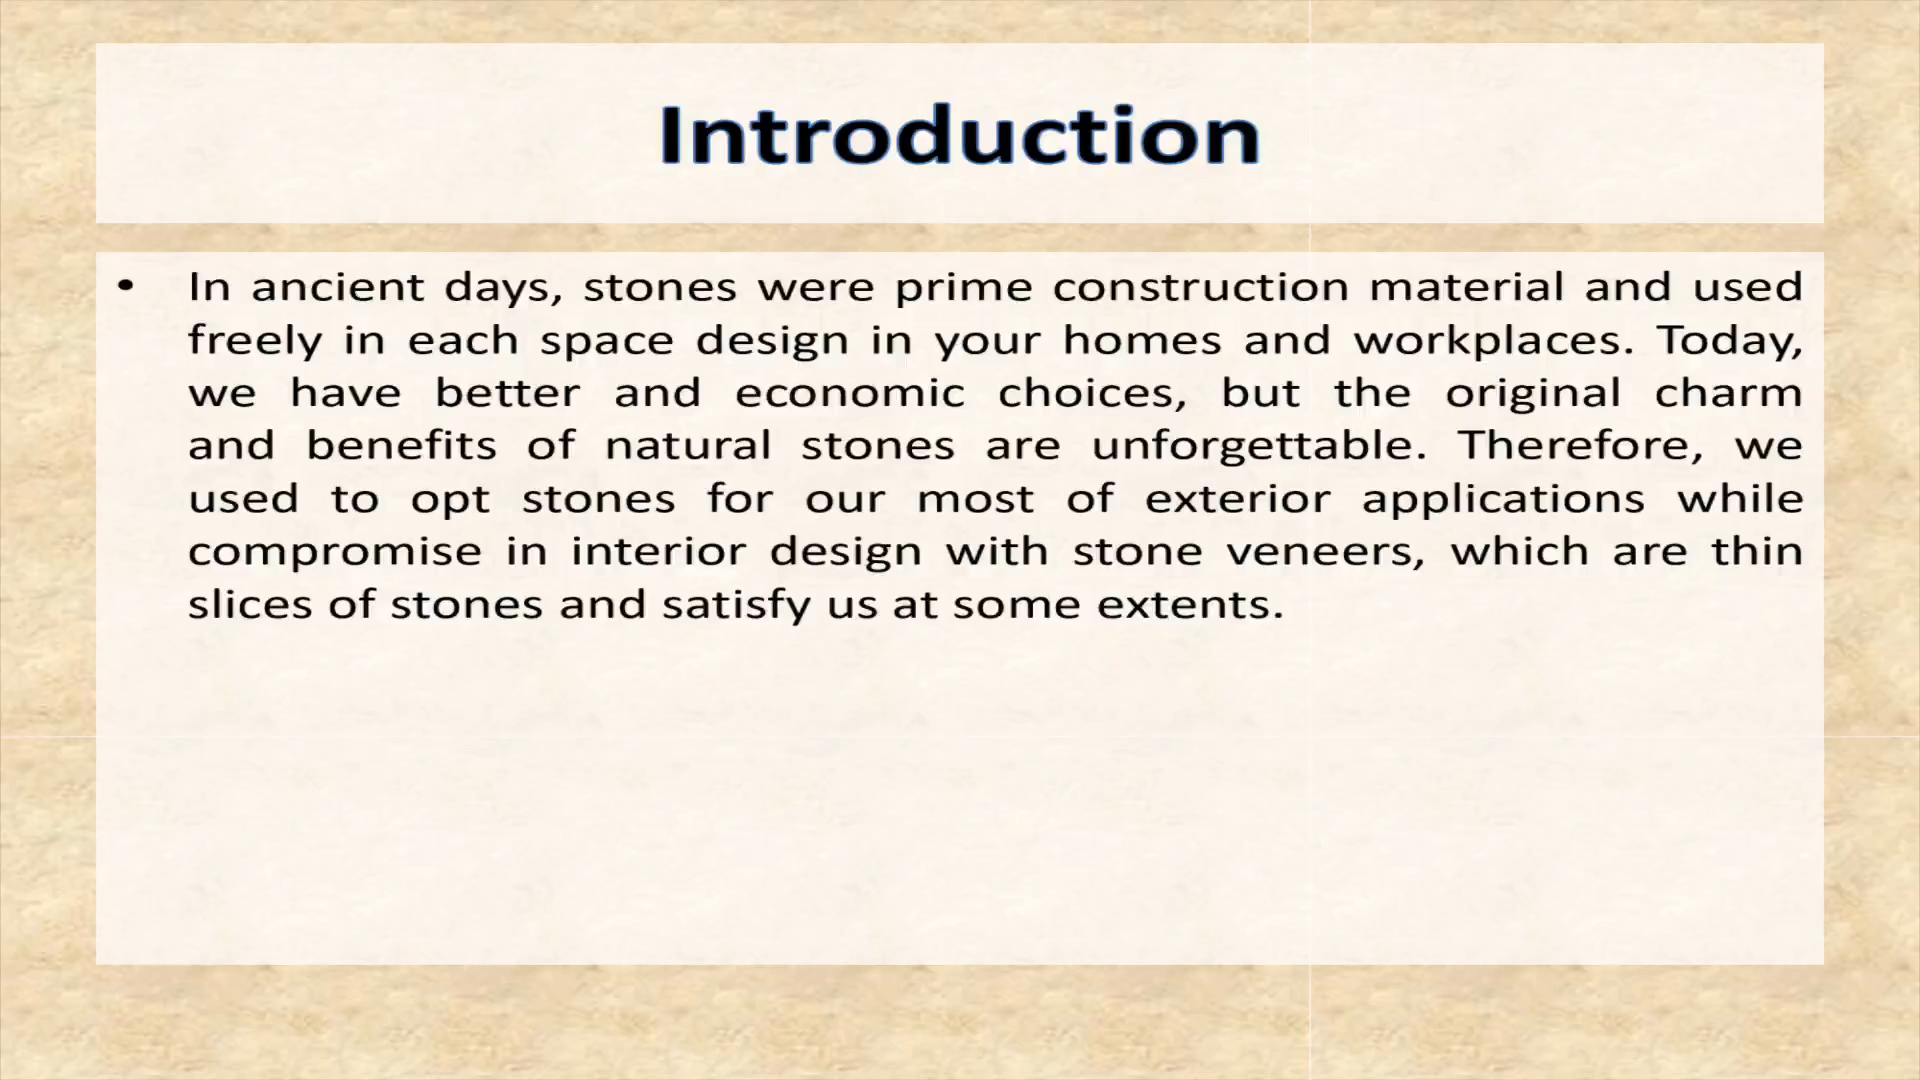 Introduction
• In ancient days, stones were prime construction material and used
freely in each space design in your homes and workplaces. Today,
we have better and economic choices, but the original charm
and benefits of natural stones are unforgettable. Therefore, we
used to opt stones for our most of exterior applications while
compromise in interior design with stone veneers, which are thin
slices of stones and satisfy us at some extents.